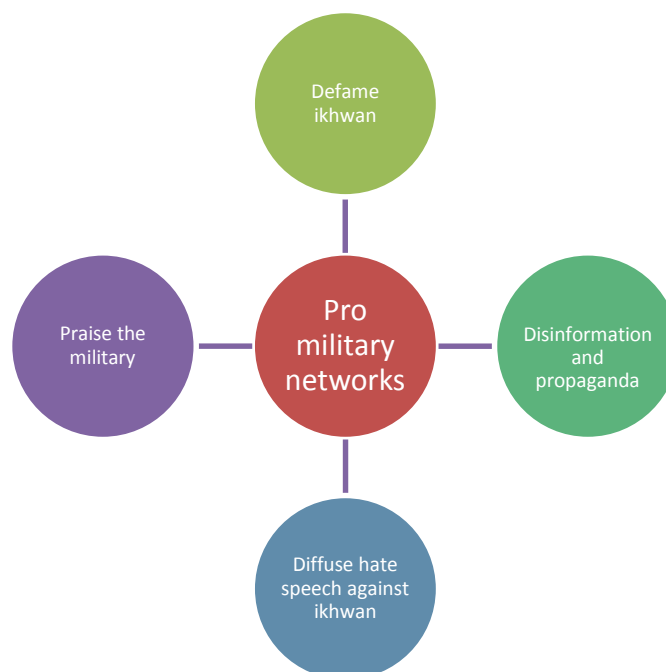 Defame
ikhwan
Praise the
military
Pro
military
networks
Disinformation
and
propaganda
Diffuse hate
speech against
ikhwan